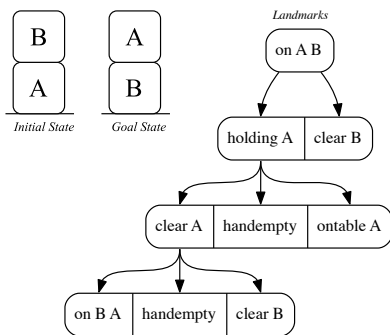 Landmarks
B
A
A
B
on A B
Initial State
Goal State
holding A
clear B
clear A
handempty
ontable A
on B A
handempty
clear B